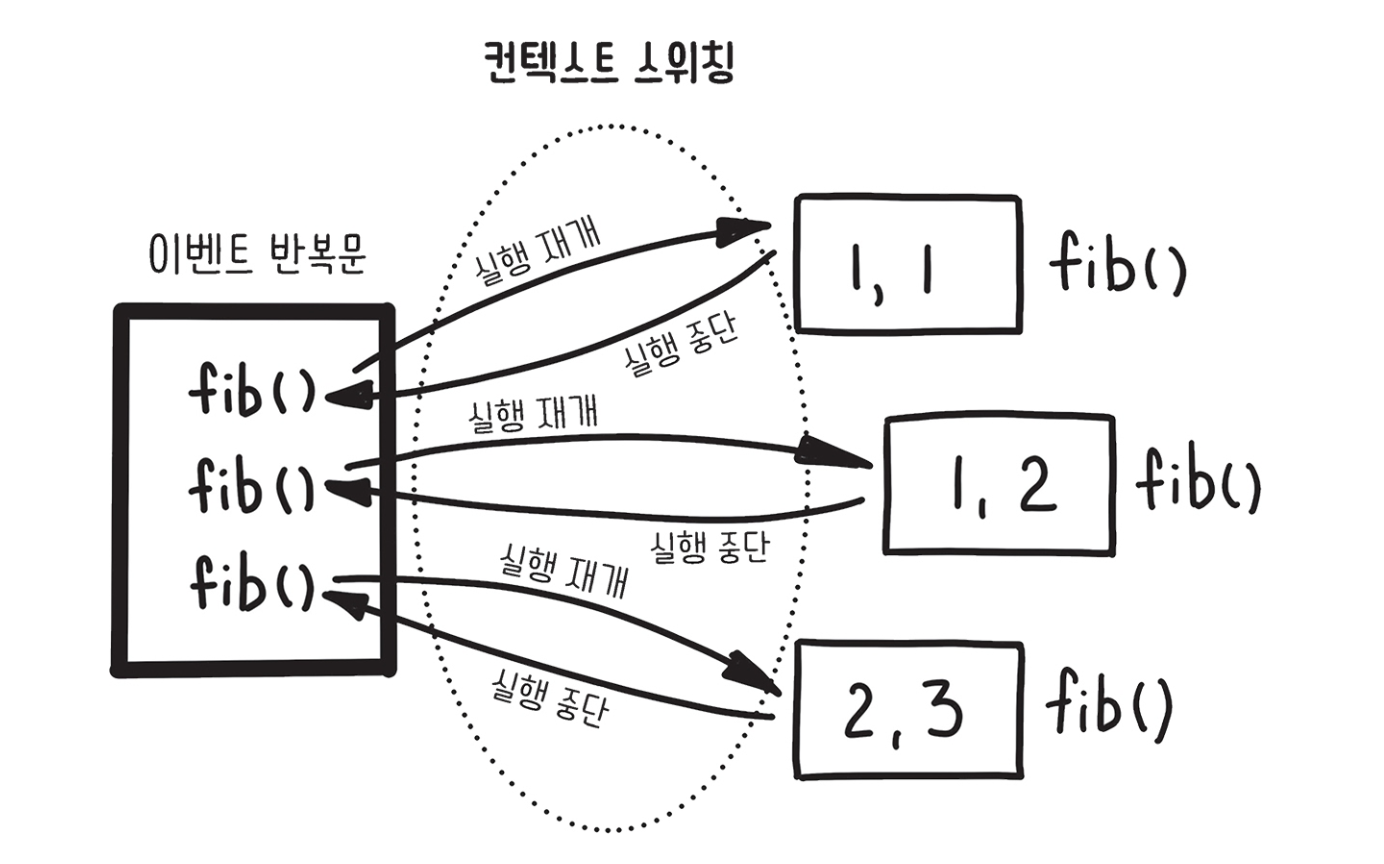 컨텍스트 스위칭
이벤트 반복문
실행 재개
1, 1
fib()
실행 중단
fib()
실행 재개
fib()
1, 2
fib()
실행 중단
실행 재개
fib()
실행 중단
2, 3
fib()